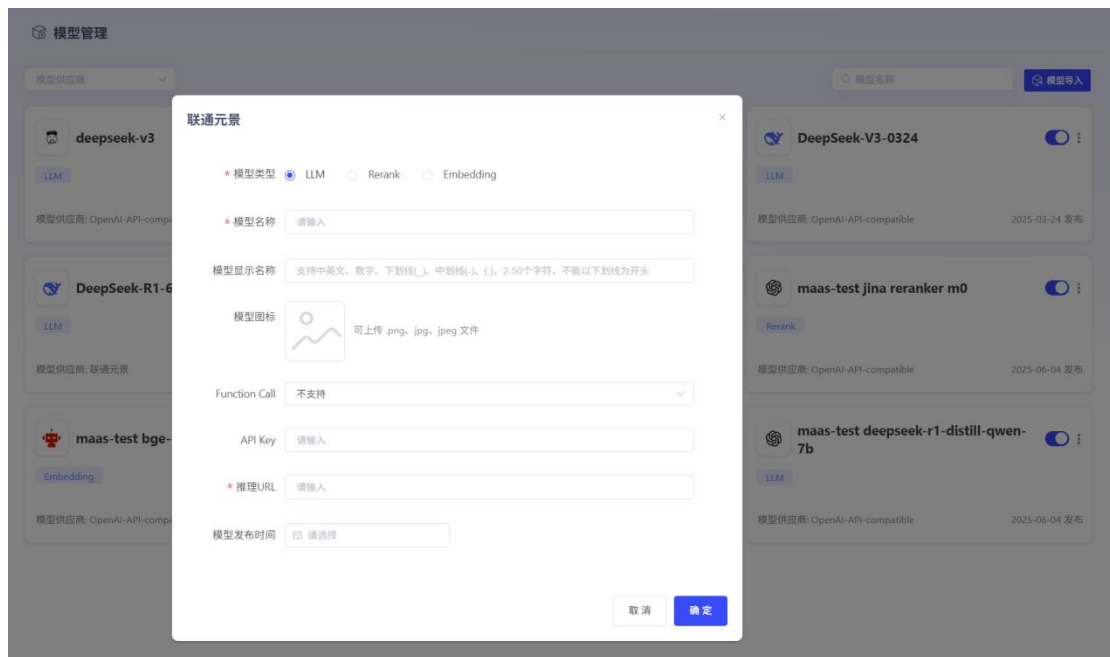 模型管理
模型供应商
模型名称
模型导入
deepseek-v3
LLM
模型供应商: OpenAI-API-compa
DeepSeek-R1-6
LLM
模型供应商: 联通元景
maas-test bge-
Embedding
模型供应商: OpenAI-API-compa
联通元景
* 模型类型 LLM Rerank Embedding
* 模型名称 请输入
模型显示名称 支持中英文、数字、下划线(_)、中划线(-)、(.)，2-50个字符，不能以下划线为开头
模型图标 可上传 .png、jpg、jpeg 文件
Function Call 不支持
API Key 请输入
* 推理URL 请输入
模型发布时间 请选择
取消 确定
DeepSeek-V3-0324
LLM
模型供应商: OpenAI-API-compatible 2025-03-24 发布
maas-test jina reranker m0
Rerank
模型供应商: OpenAI-API-compatible 2025-06-04 发布
maas-test deepseek-r1-distill-qwen-
7b
LLM
模型供应商: OpenAI-API-compatible 2025-06-04 发布